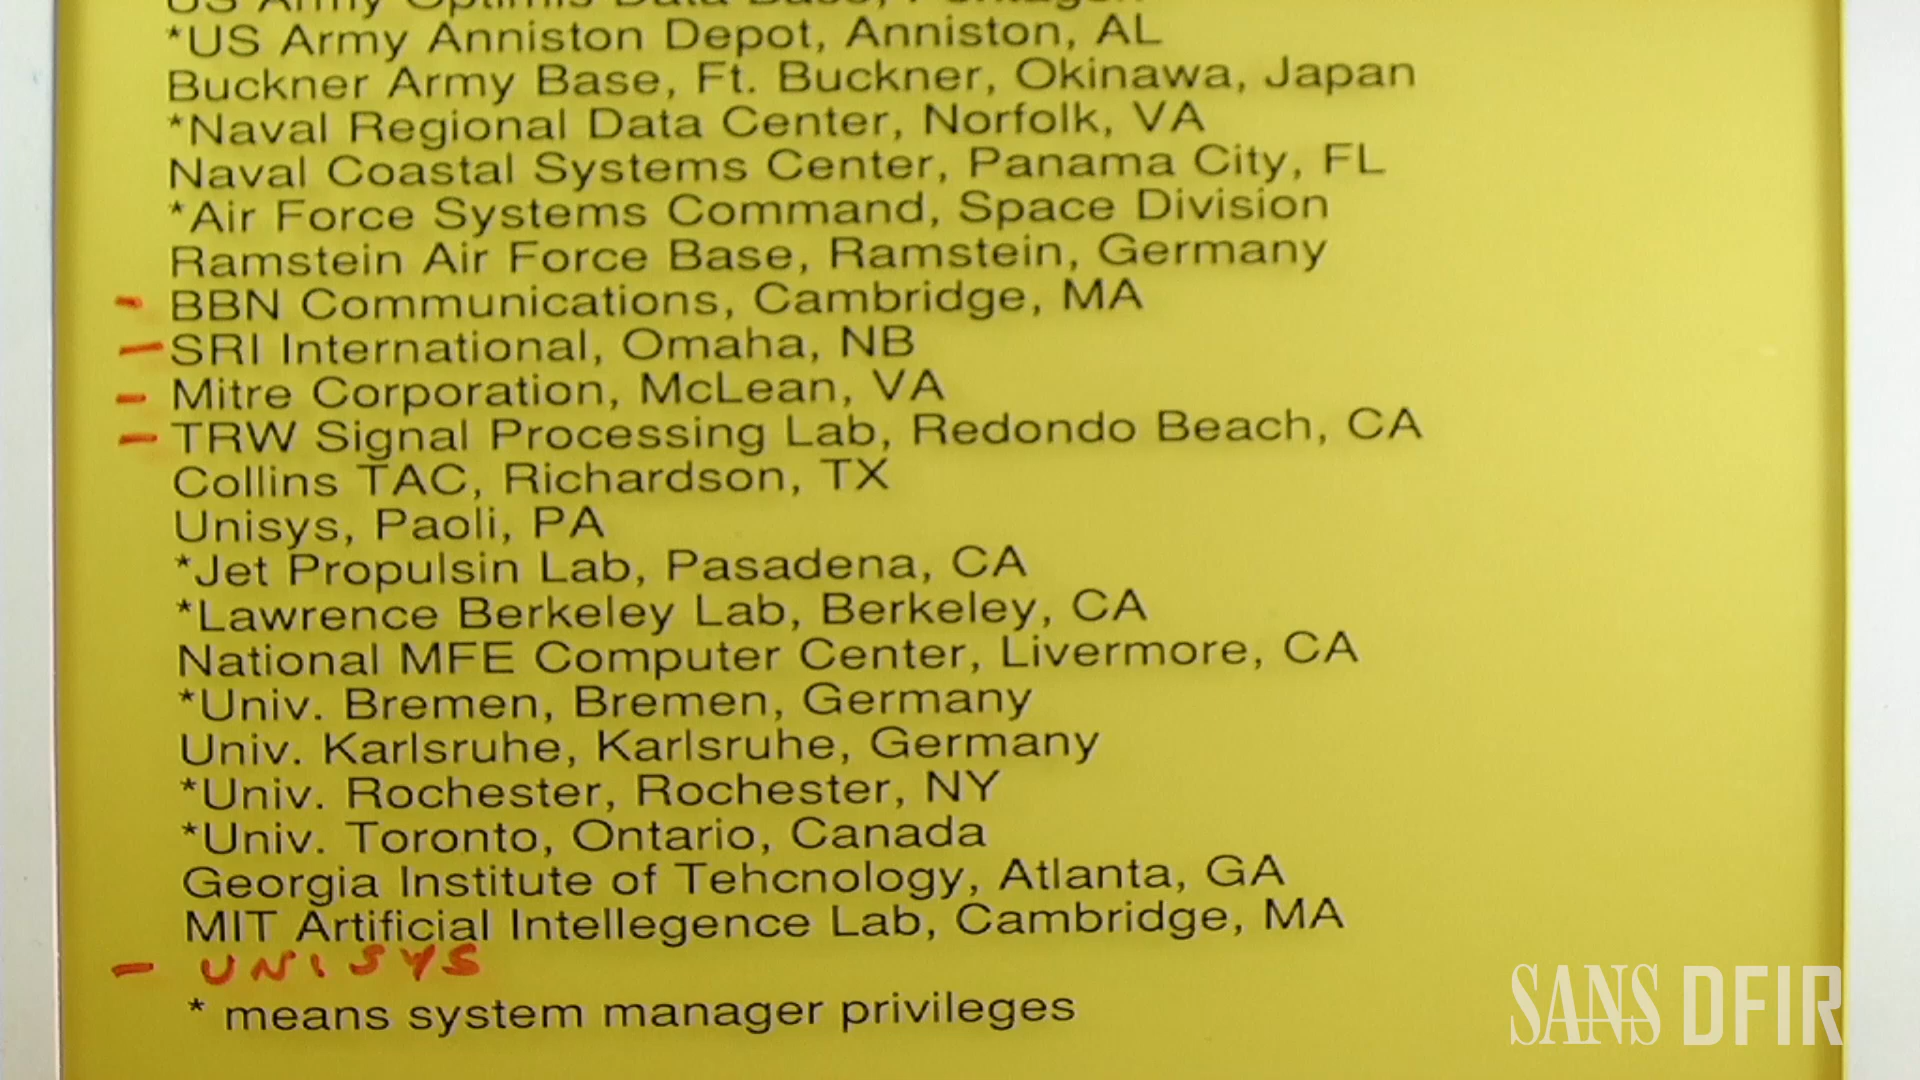 US Army Optimis Data Base, Pentagon
*US Army Anniston Depot, Anniston, AL
Buckner Army Base, Ft. Buckner, Okinawa, Japan
*Naval Regional Data Center, Norfolk, VA
Naval Coastal Systems Center, Panama City, FL
*Air Force Systems Command, Space Division
Ramstein Air Force Base, Ramstein, Germany
- BBN Communications, Cambridge, MA
- SRI International, Omaha, NB
- Mitre Corporation, McLean, VA
- TRW Signal Processing Lab, Redondo Beach, CA
Collins TAC, Richardson, TX
Unisys, Paoli, PA
*Jet Propulsin Lab, Pasadena, CA
*Lawrence Berkeley Lab, Berkeley, CA
National MFE Computer Center, Livermore, CA
*Univ. Bremen, Bremen, Germany
Univ. Karlsruhe, Karlsruhe, Germany
*Univ. Rochester, Rochester, NY
*Univ. Toronto, Ontario, Canada
Georgia Institute of Tehcnology, Atlanta, GA
MIT Artificial Intellegence Lab, Cambridge, MA
- UNISYS
* means system manager privileges
SANS DFIR